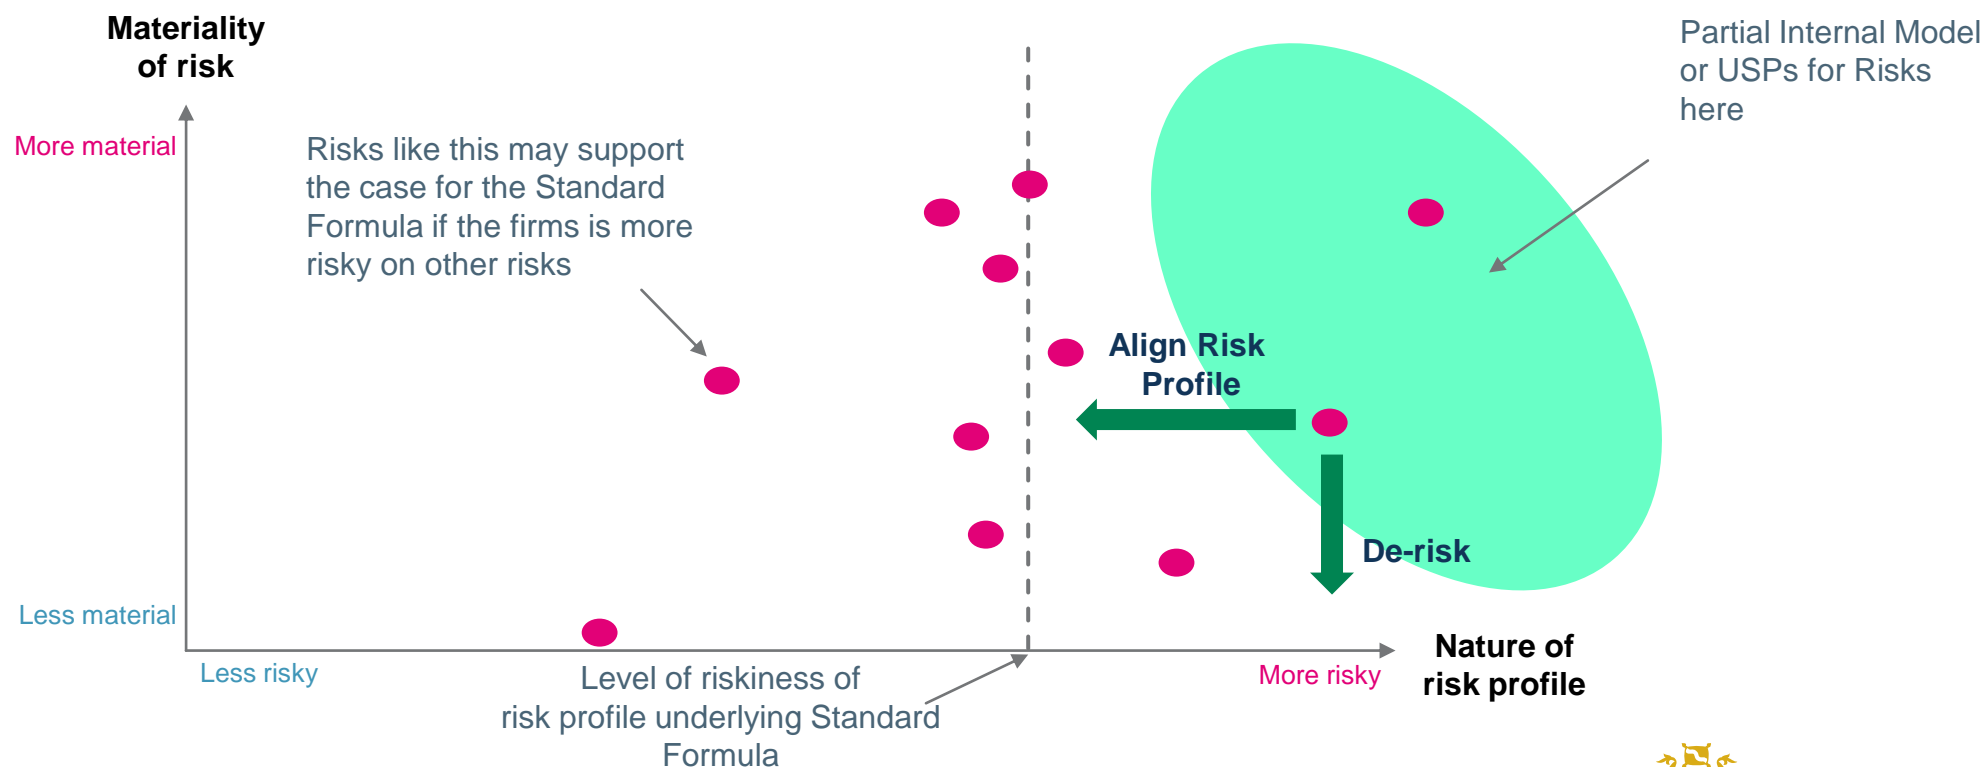 Materiality
of risk
Partial Internal Model
or USPs for Risks
here
More material
Risks like this may support
the case for the Standard
Formula if the firms is more
risky on other risks
Align Risk
Profile
De-risk
Less material
Less risky
Level of riskiness of
risk profile underlying Standard
Formula
More risky
Nature of
risk profile